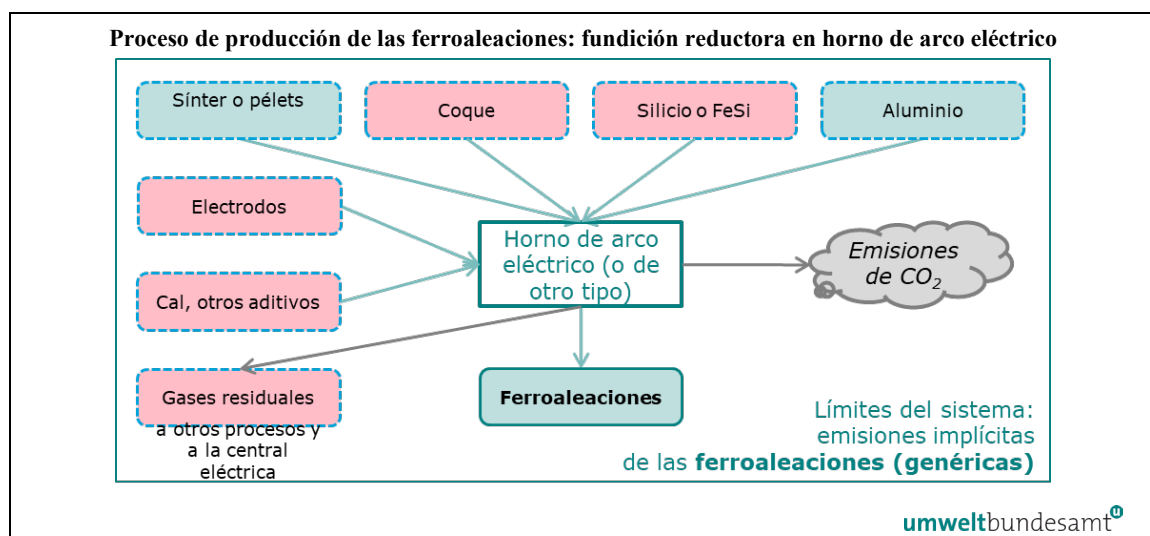 Proceso de producción de las ferroaleaciones: fundición reductora en horno de arco eléctrico
Sínter o pélets
Coque
Silicio o FeSi
Aluminio
Electrodos
Cal, otros aditivos
Horno de arco
eléctrico (o de
otro tipo)
Emisiones
de CO₂
Gases residuales
a otros procesos y
a la central
eléctrica
Ferroaleaciones
Límites del sistema:
emisiones implícitas
de las ferroaleaciones (genéricas)
umweltbundesamt